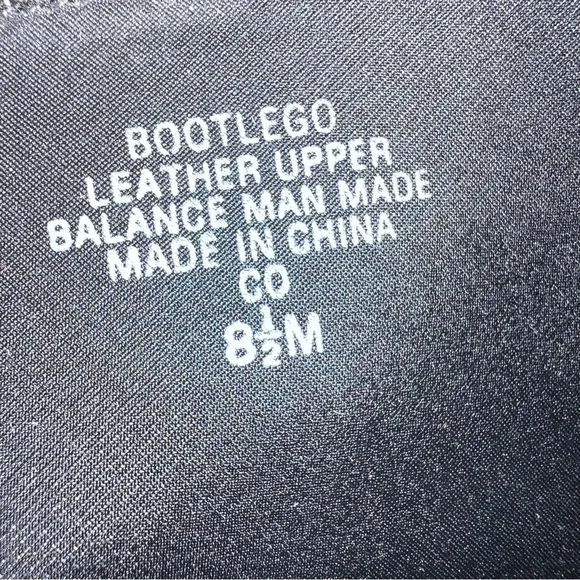 BOOTLEGO
LEATHER UPPER
BALANCE MAN MADE
MADE IN CHINA
CO
8½M